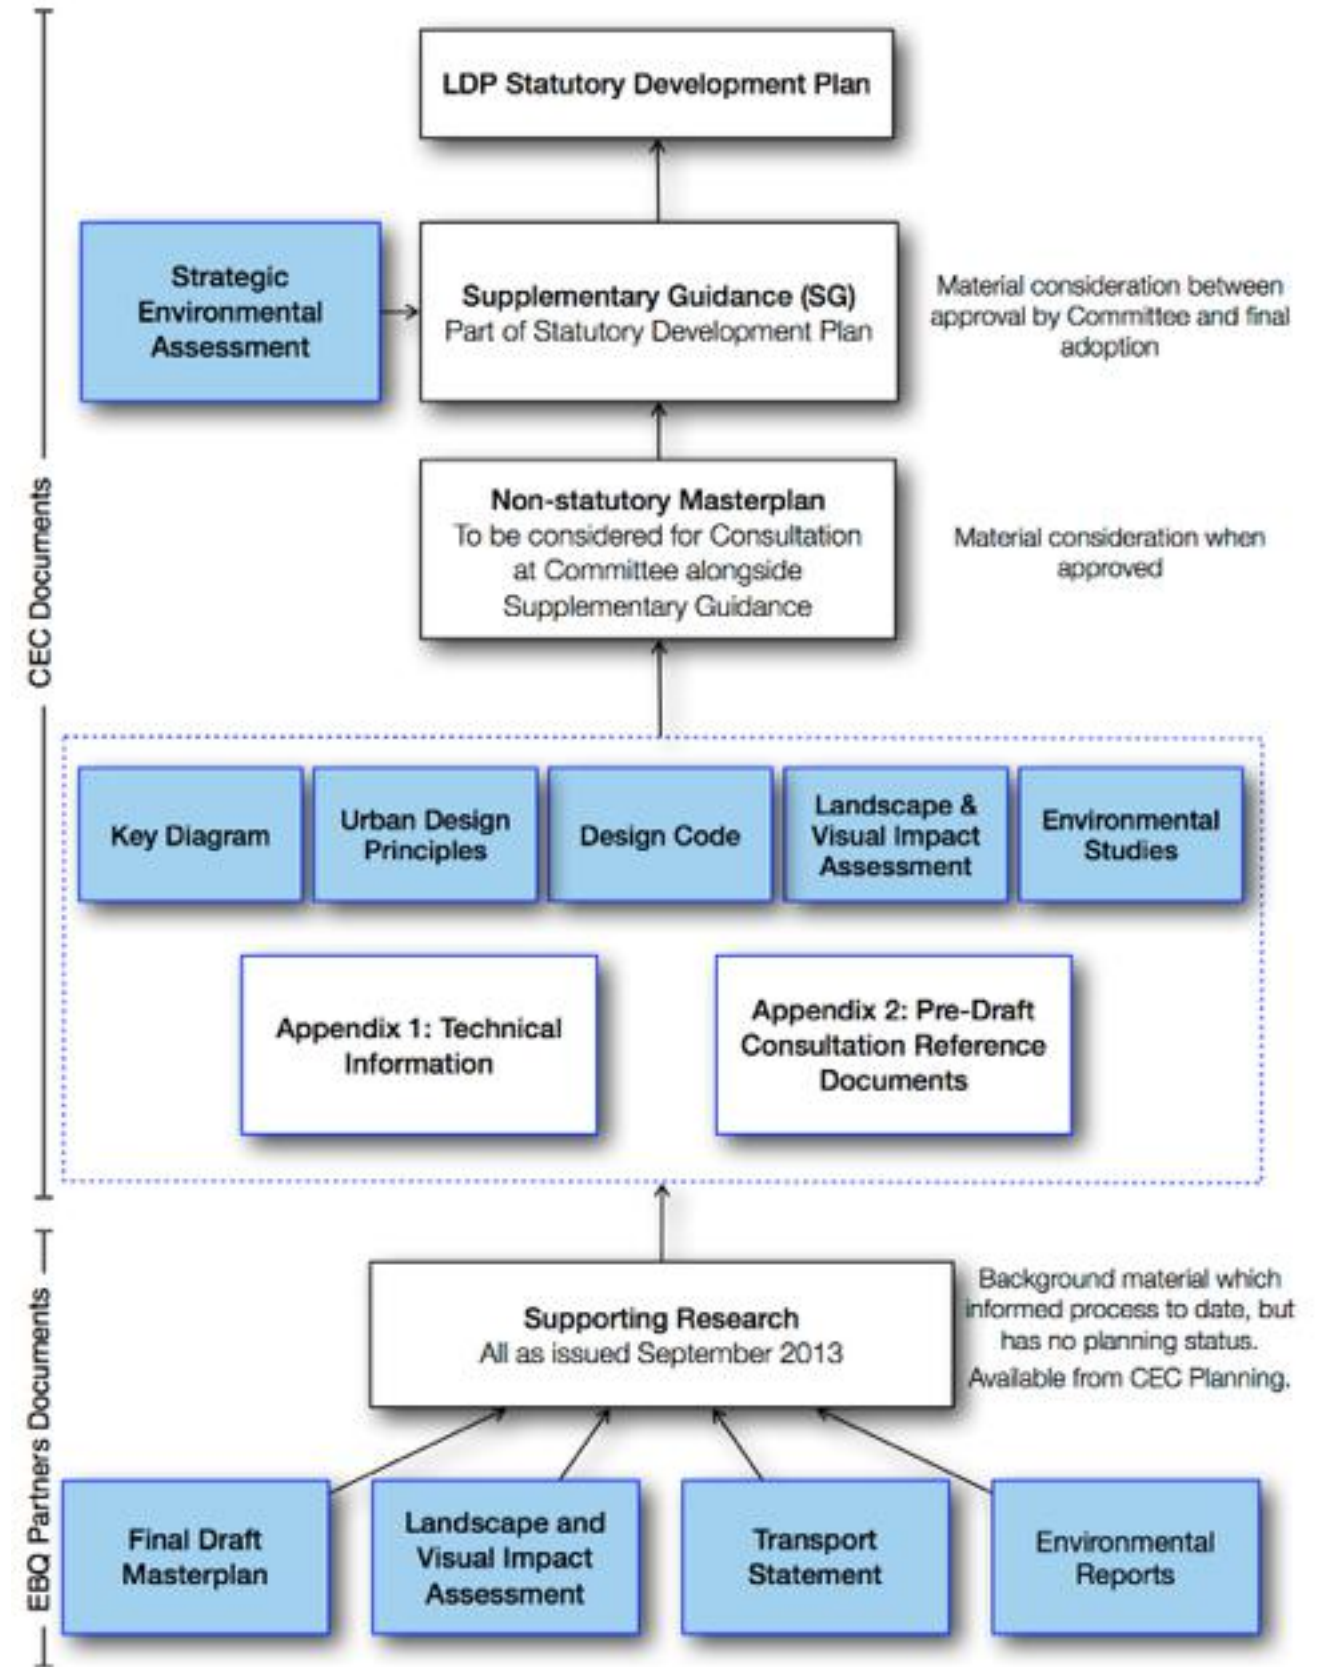 LDP Statutory Development Plan
Strategic
Environmental
Assessment
Supplementary Guidance (SG)
Part of Statutory Development Plan
Material consideration between
approval by Committee and final
adoption
CEC Documents
Non-statutory Masterplan
To be considered for Consultation
at Committee alongside
Supplementary Guidance
Material consideration when
approved
Key Diagram
Urban Design
Principles
Design Code
Landscape &
Visual Impact
Assessment
Environmental
Studies
Appendix 1: Technical
Information
Appendix 2: Pre-Draft
Consultation Reference
Documents
EBQ Partners Documents
Supporting Research
All as issued September 2013
Background material which
informed process to date, but
has no planning status.
Available from CEC Planning.
Final Draft
Masterplan
Landscape and
Visual Impact
Assessment
Transport
Statement
Environmental
Reports